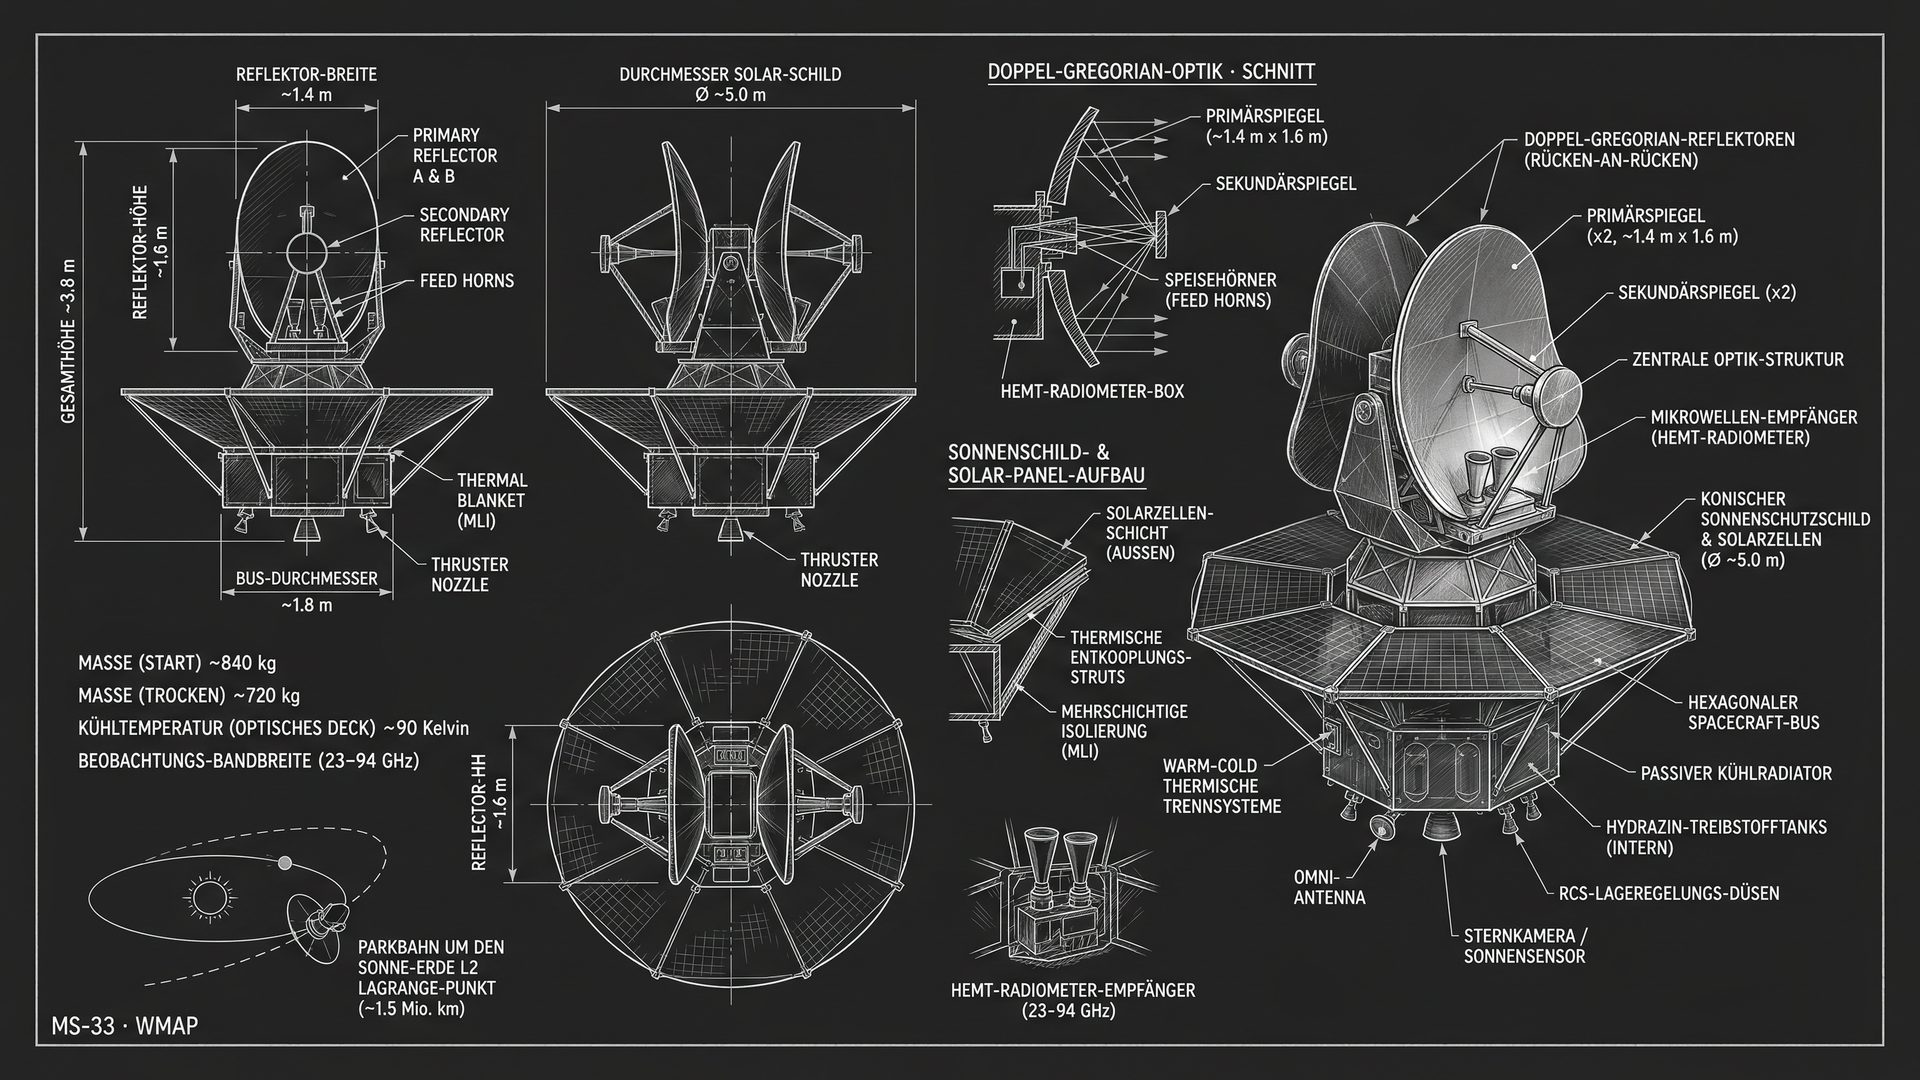 REFLEKTOR-BREITE
~1.4 m
PRIMARY
REFLECTOR
A & B
SECONDARY
REFLECTOR
FEED HORNS
REFLEKTOR-HÖHE
~1,6 m
GESAMTHÖHE ~3.8 m
THERMAL
BLANKET
(MLI)
THRUSTER
NOZZLE
BUS-DURCHMESSER
~1.8 m
DURCHMESSER SOLAR-SCHILD
Ø ~5.0 m
THRUSTER
NOZZLE
MASSE (START) ~840 kg
MASSE (TROCKEN) ~720 kg
KÜHLTEMPERATUR (OPTISCHES DECK) ~90 Kelvin
BEOBACHTUNGS-BANDBREITE (23–94 GHz)
REFLECTOR-HH
~1.6 m
PARKBAHN UM DEN
SONNE-ERDE L2
LAGRANGE-PUNKT
(~1.5 Mio. km)
MS-33 · WMAP
DOPPEL-GREGORIAN-OPTIK · SCHNITT
PRIMÄRSPIEGEL
(~1.4 m x 1.6 m)
SEKUNDÄRSPIEGEL
SPEISEHÖRNER
(FEED HORNS)
HEMT-RADIOMETER-BOX
SONNENSCHILD- &
SOLAR-PANEL-AUFBAU
SOLARZELLEN-
SCHICHT
(AUSSEN)
THERMISCHE
ENTKOOPLUNGS-
STRUTS
MEHRSCHICHTIGE
ISOLIERUNG
(MLI)
HEMT-RADIOMETER-EMPFÄNGER
(23–94 GHz)
DOPPEL-GREGORIAN-REFLEKTOREN
(RÜCKEN-AN-RÜCKEN)
PRIMÄRSPIEGEL
(x2, ~1.4 m x 1.6 m)
SEKUNDÄRSPIEGEL (x2)
ZENTRALE OPTIK-STRUKTUR
MIKROWELLEN-EMPFÄNGER
(HEMT-RADIOMETER)
KONISCHER
SONNENSCHUTZSCHILD
& SOLARZELLEN
(Ø ~5.0 m)
HEXAGONALER
SPACECRAFT-BUS
PASSIVER KÜHLRADIATOR
HYDRAZIN-TREIBSTOFFTANKS
(INTERN)
RCS-LAGEREGELUNGS-DÜSEN
STERNKAMERA /
SONNENSENSOR
OMNI-
ANTENNA
WARM-COLD
THERMISCHE
TRENNSYSTEME